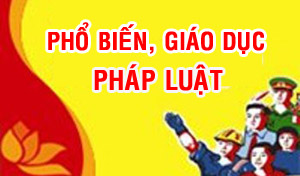 PHỔ BIẾN, GIÁO DỤC
PHÁP LUẬT